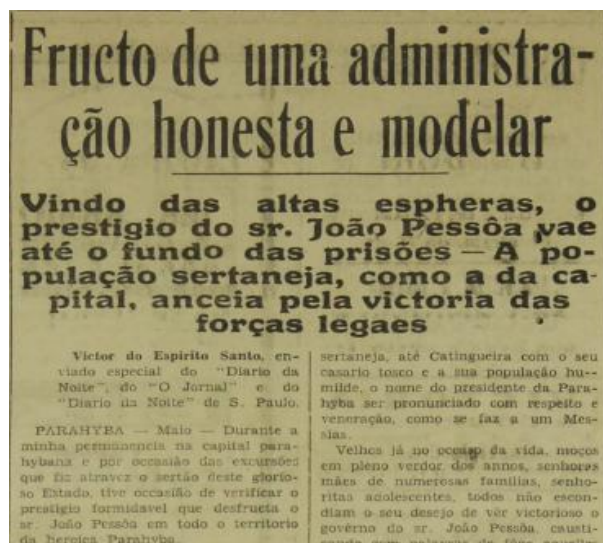 Fructo de uma administra-
ção honesta e modelar
Vindo das altas espheras, o
prestigio do sr. João Pessôa vae
até o fundo das prisões — A po-
pulação sertaneja, como a da ca-
pital, anceia pela victoria das
forças legaes
Victor do Espirito Santo, en-
viado especial do "Diario da
Noite", do "O Jornal" e do
"Diario da Noite" de S. Paulo.
PARAHYBA — Maio — Durante a
minha permanencia na capital para-
hybana e por occasião das excursões
que fiz atravez o sertão deste glorio-
so Estado, tive occasião de verificar o
prestigio formidavel que desfructa o
sr. João Pessôa em todo o territorio
da heroica Parahyba.
sertaneja, até Catingueira com o seu
casario tosco e a sua população hu-
milde, o nome do presidente da Para-
hyba ser pronunciado com respeito e
veneração, como se faz a um Mes-
sias.
Velhos já no occaso da vida, moços
em pleno verdor dos annos, senhoras
mães de numerosas familias, senho-
ritas adolescentes, todos não escon-
diam o seu desejo de vêr victorioso o
governo do sr. João Pessôa, causti-